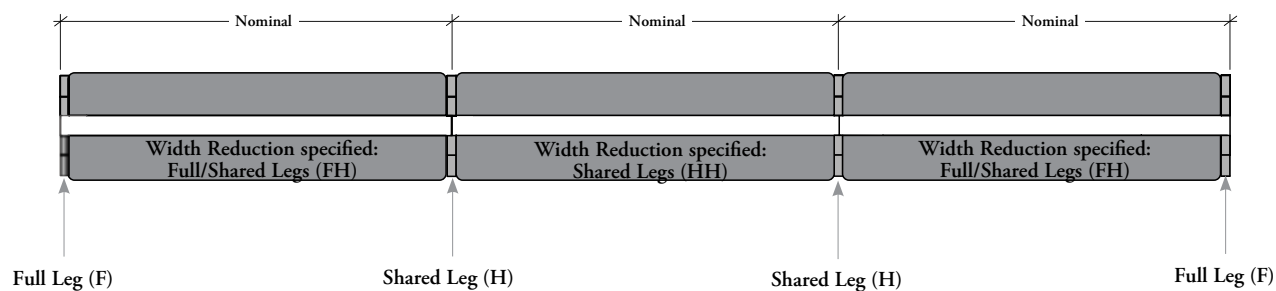 Nominal
Nominal
Nominal
Width Reduction specified:
Full/Shared Legs (FH)
Width Reduction specified:
Shared Legs (HH)
Width Reduction specified:
Full/Shared Legs (FH)
Full Leg (F)
Shared Leg (H)
Shared Leg (H)
Full Leg (F)